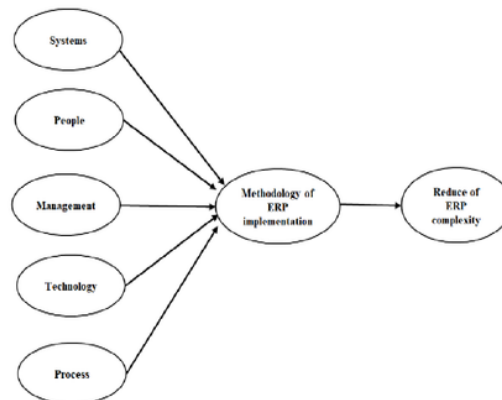 Systems
People
Management
Technology
Process
Methodology of
ERP
implementation
Reduce of
ERP
complexity